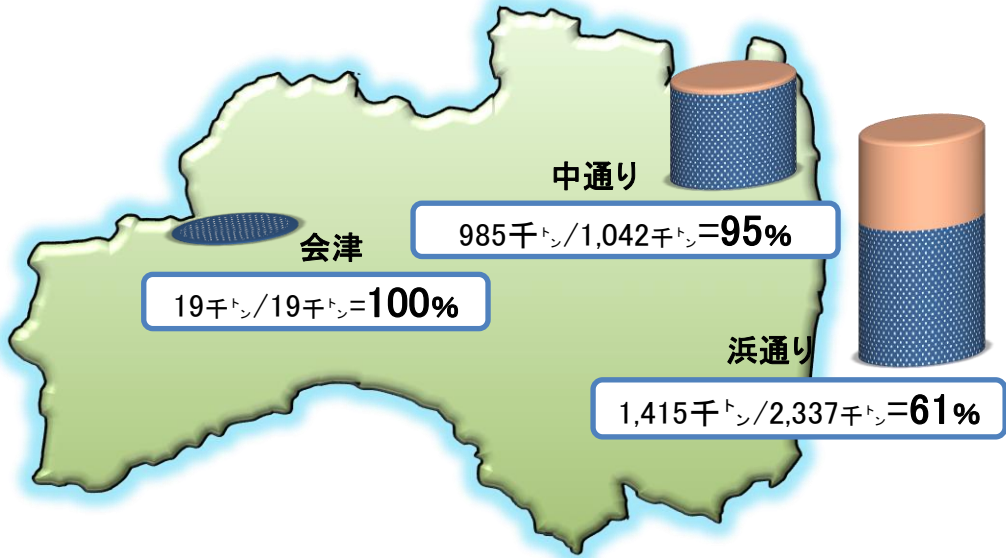 中通り
985千トン/1,042千トン=95%
会津
19千トン/19千トン=100%
浜通り
1,415千トン/2,337千トン=61%